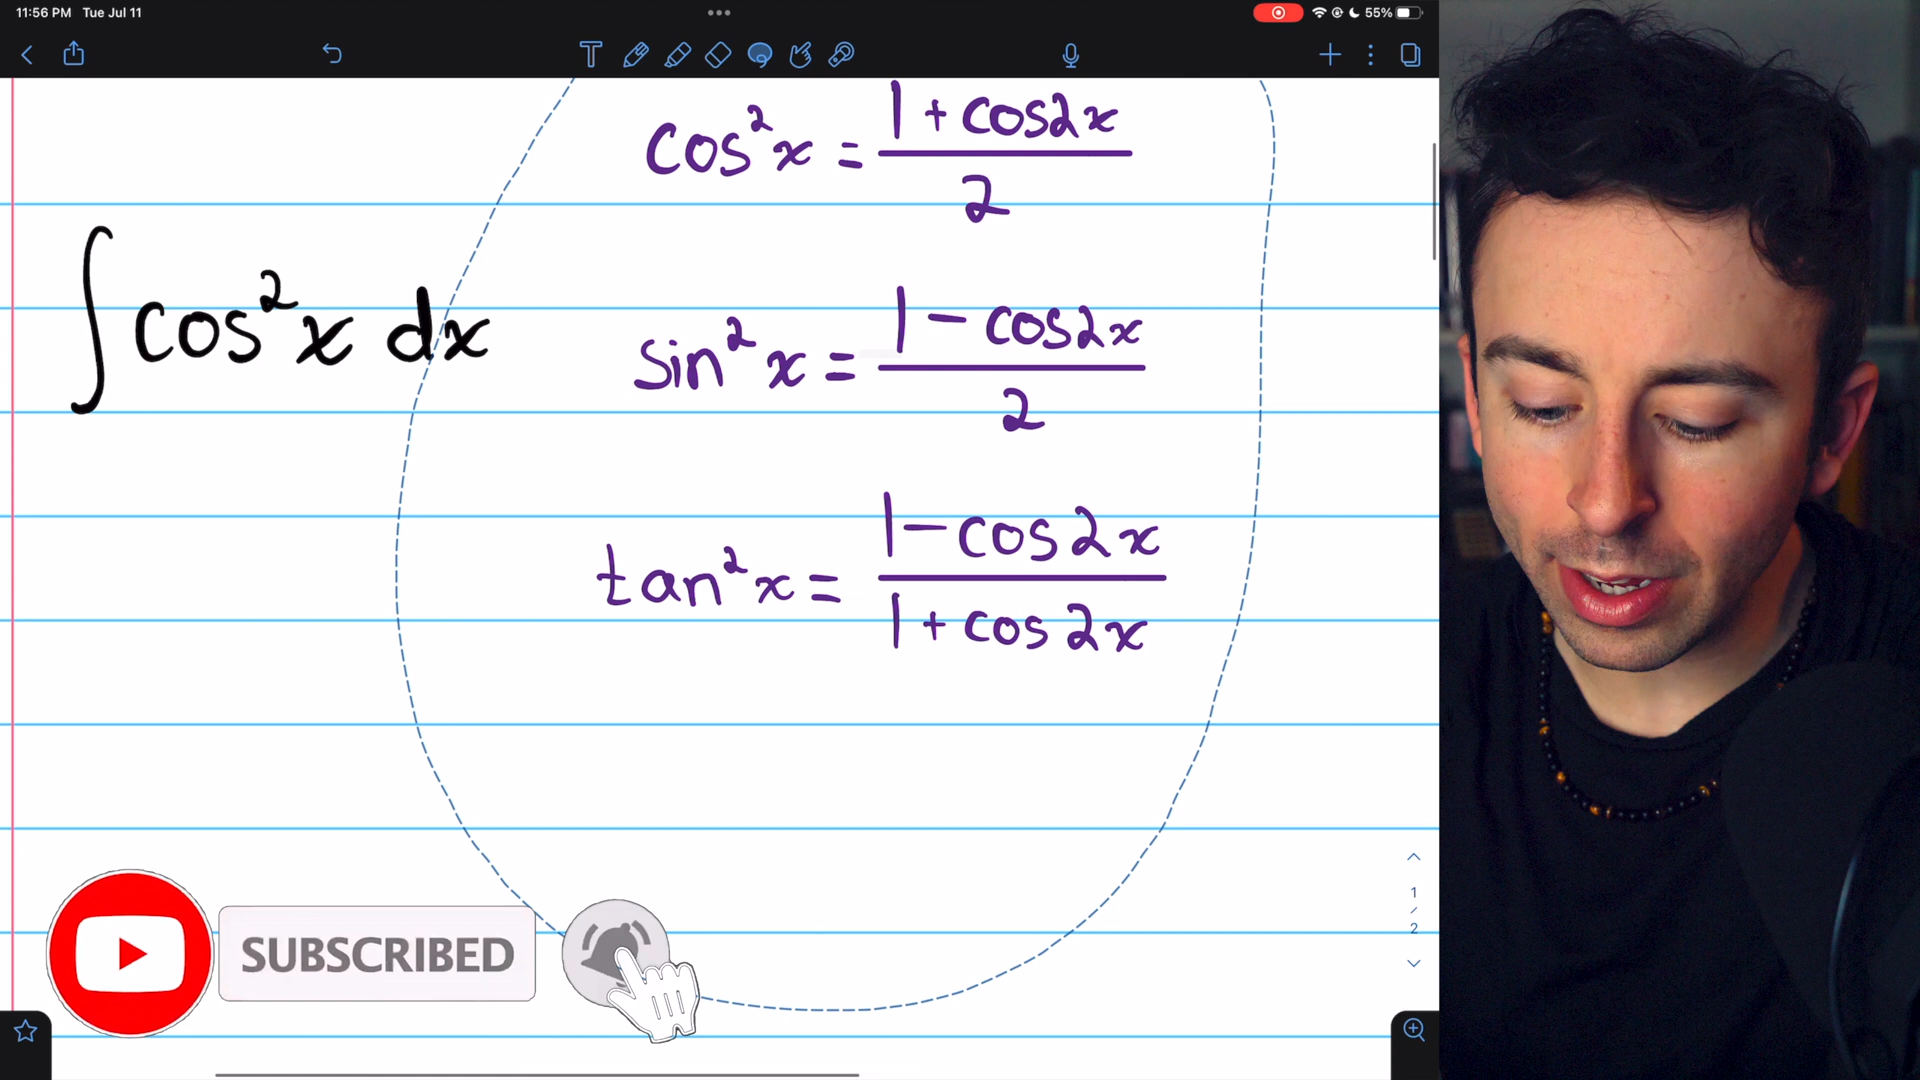 11:56 PM Tue Jul 11
55%
cos²x = (1 + cos2x)/2
∫ cos²x dx
sin²x = (1 - cos2x)/2
tan²x = (1 - cos2x)/(1 + cos2x)
1
/
2
SUBSCRIBED